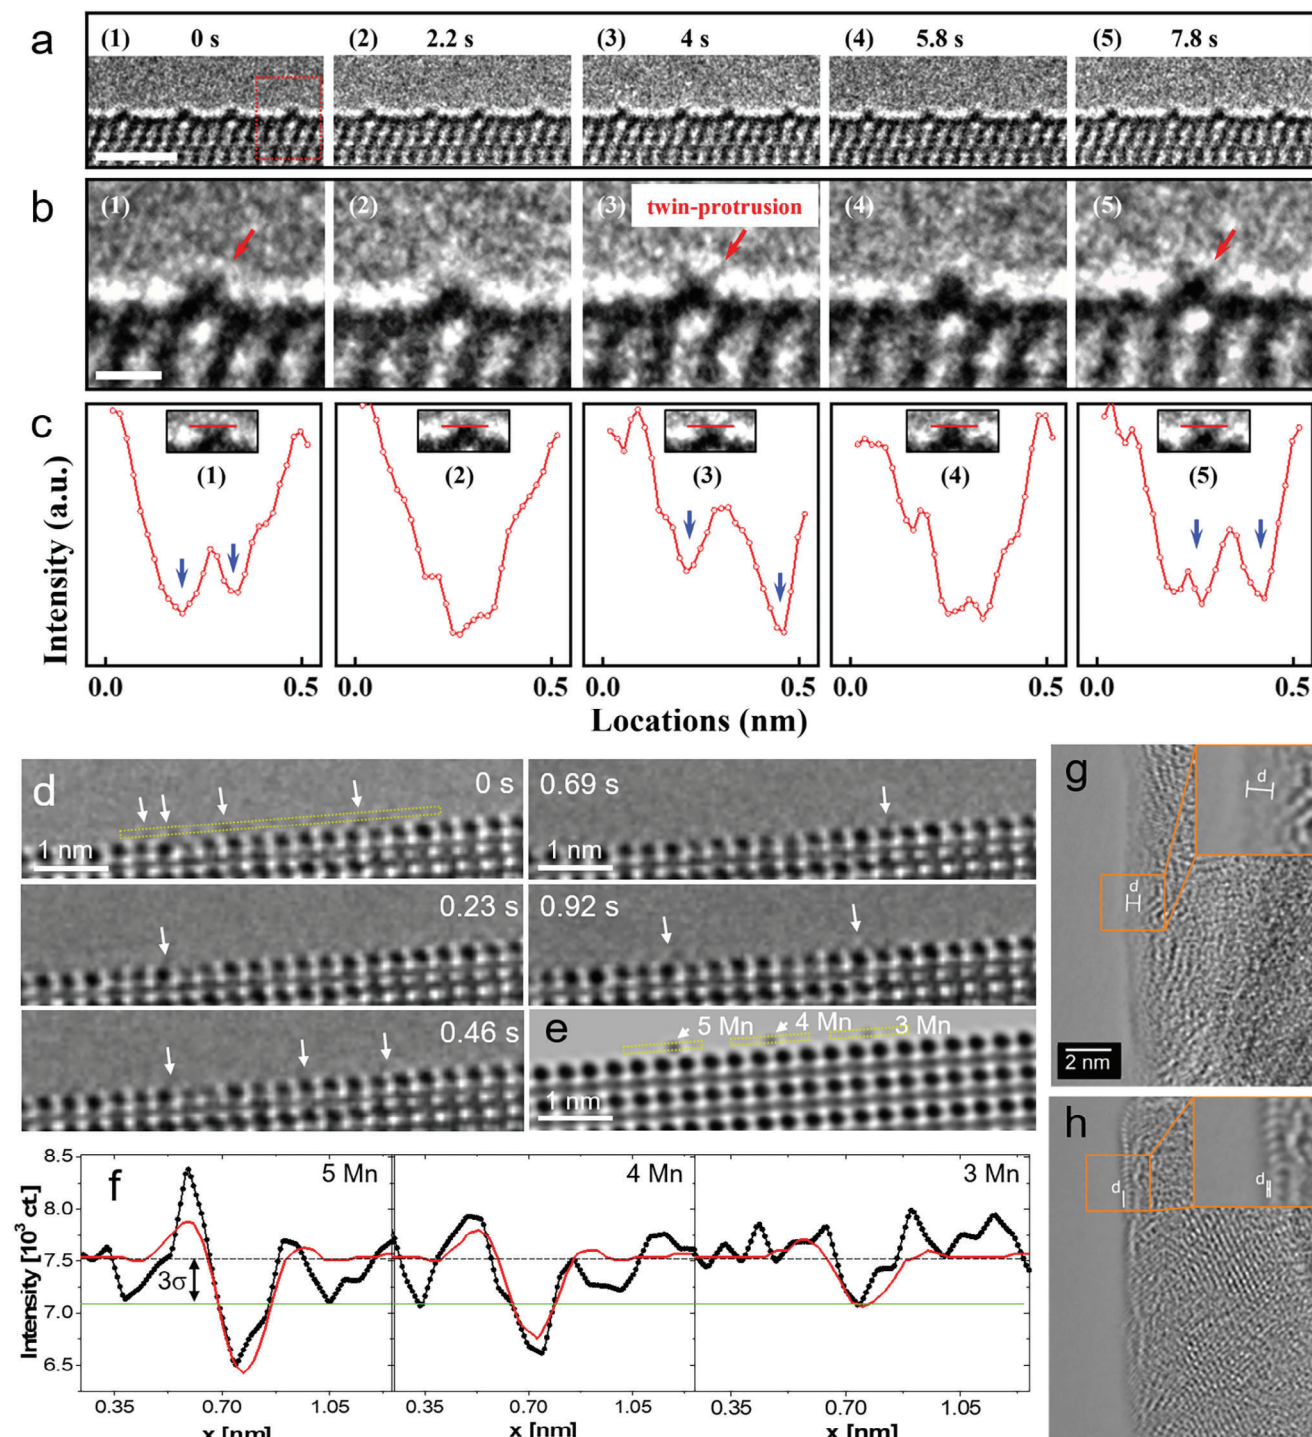 a
(1) 0 s
(2) 2.2 s
(3) 4 s
(4) 5.8 s
(5) 7.8 s
b
(1)
(2)
(3) twin-protrusion
(4)
(5)
c
Intensity (a.u.)
(1)
(2)
(3)
(4)
(5)
0.0 0.5
0.0 0.5
0.0 0.5
0.0 0.5
0.0 0.5
Locations (nm)
d
0 s
1 nm
0.69 s
1 nm
0.23 s
0.92 s
0.46 s
e
5 Mn
4 Mn
3 Mn
1 nm
f
Intensity [10³ ct.]
8.5
8.0
7.5
7.0
6.5
3σ
5 Mn
4 Mn
3 Mn
0.35 0.70 1.05
0.35 0.70 1.05
0.35 0.70 1.05
x [nm]
x [nm]
x [nm]
g
d
d
2 nm
h
d
d